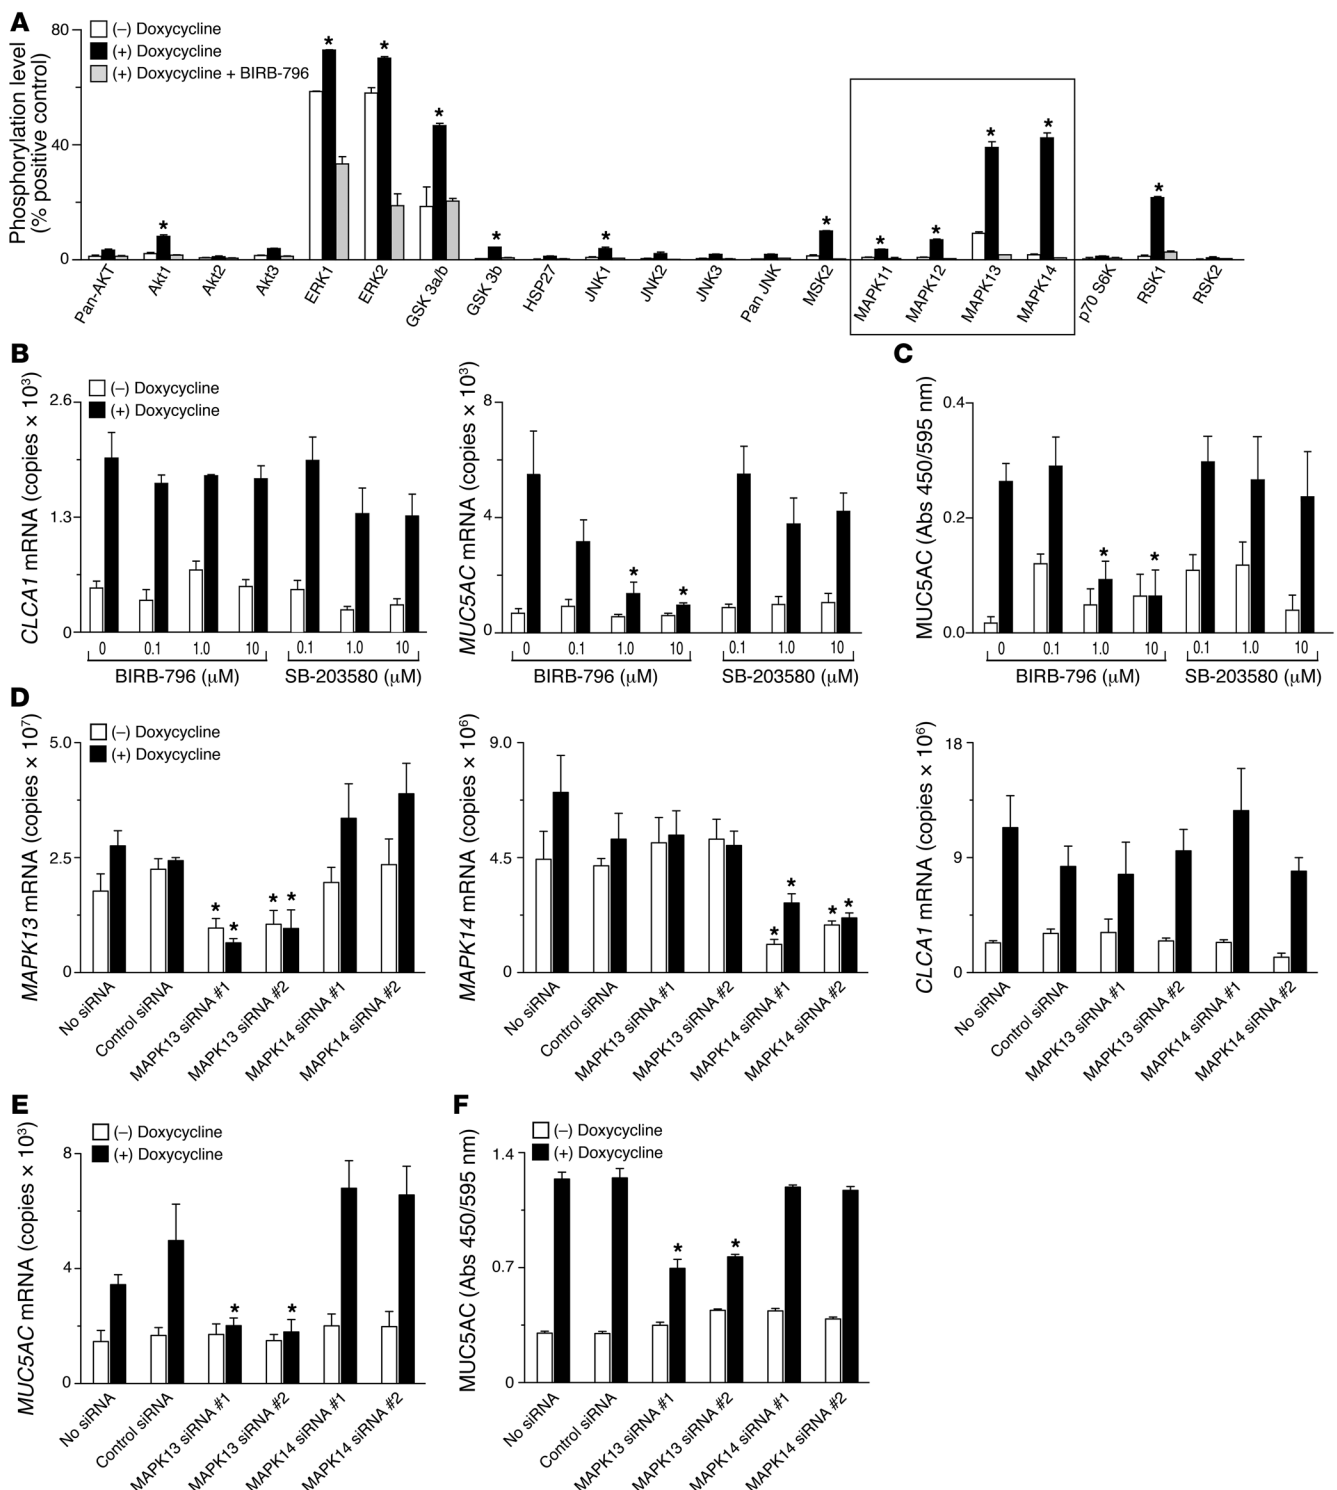 A
Phosphorylation level
(% positive control)
80
40
0
(–) Doxycycline
(+) Doxycycline
(+) Doxycycline + BIRB-796
* * * * * * * * * * * *
Pan-AKT Akt1 Akt2 Akt3 ERK1 ERK2 GSK 3a/b GSK 3b HSP27 JNK1 JNK2 JNK3 Pan JNK MSK2 MAPK11 MAPK12 MAPK13 MAPK14 p70 S6K RSK1 RSK2
B
CLCA1 mRNA (copies × 10³)
2.6
1.3
0
(–) Doxycycline
(+) Doxycycline
0 0.1 1.0 10 0.1 1.0 10
BIRB-796 (μM) SB-203580 (μM)
MUC5AC mRNA (copies × 10³)
8
4
0
* *
0 0.1 1.0 10 0.1 1.0 10
BIRB-796 (μM) SB-203580 (μM)
C
MUC5AC (Abs 450/595 nm)
0.4
0.2
0.0
* *
0 0.1 1.0 10 0.1 1.0 10
BIRB-796 (μM) SB-203580 (μM)
D
MAPK13 mRNA (copies × 10⁷)
5.0
2.5
0
(–) Doxycycline
(+) Doxycycline
* * * *
No siRNA Control siRNA MAPK13 siRNA #1 MAPK13 siRNA #2 MAPK14 siRNA #1 MAPK14 siRNA #2
MAPK14 mRNA (copies × 10⁶)
9.0
4.5
0
* * * *
No siRNA Control siRNA MAPK13 siRNA #1 MAPK13 siRNA #2 MAPK14 siRNA #1 MAPK14 siRNA #2
CLCA1 mRNA (copies × 10⁶)
18
9
0
No siRNA Control siRNA MAPK13 siRNA #1 MAPK13 siRNA #2 MAPK14 siRNA #1 MAPK14 siRNA #2
E
MUC5AC mRNA (copies × 10³)
8
4
0
(–) Doxycycline
(+) Doxycycline
* *
No siRNA Control siRNA MAPK13 siRNA #1 MAPK13 siRNA #2 MAPK14 siRNA #1 MAPK14 siRNA #2
F
MUC5AC (Abs 450/595 nm)
1.4
0.7
0
(–) Doxycycline
(+) Doxycycline
* *
No siRNA Control siRNA MAPK13 siRNA #1 MAPK13 siRNA #2 MAPK14 siRNA #1 MAPK14 siRNA #2